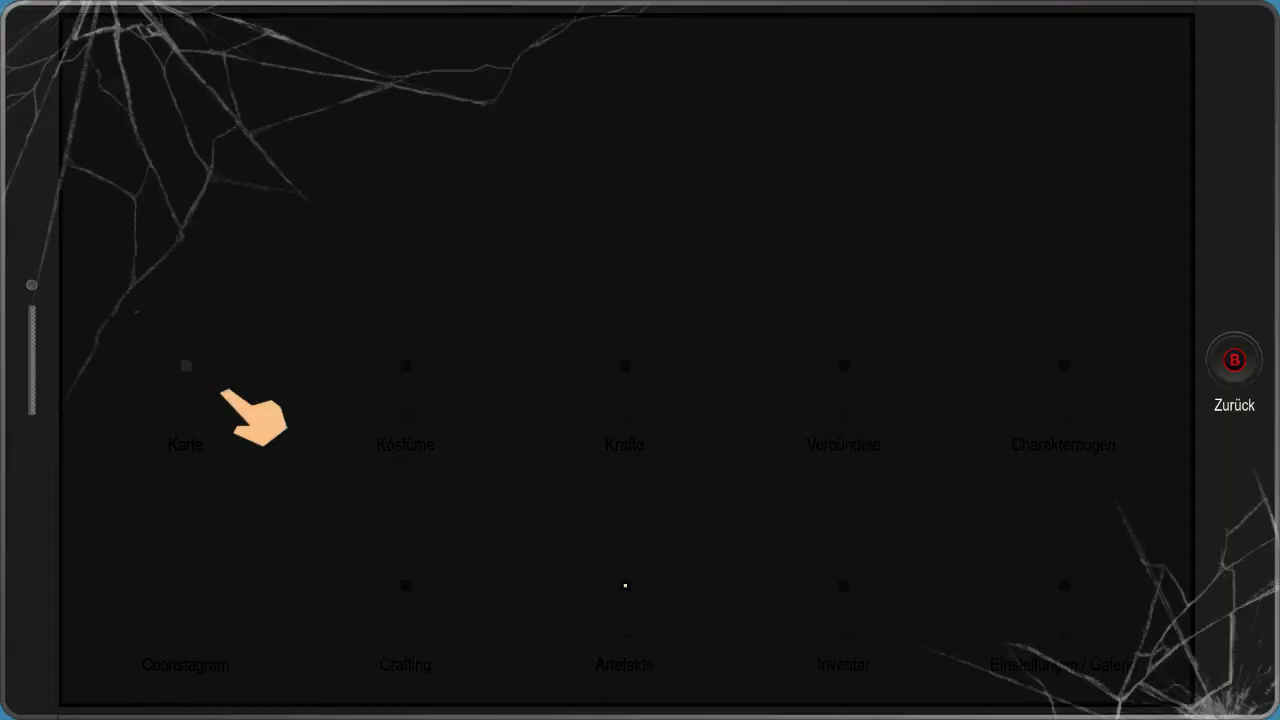 B
Zurück
Karte
Kostüme
Kräfte
Verbündete
Charakterbogen
Coonstagram
Crafting
Artefakte
Inventar
Einstellungen / Galerie